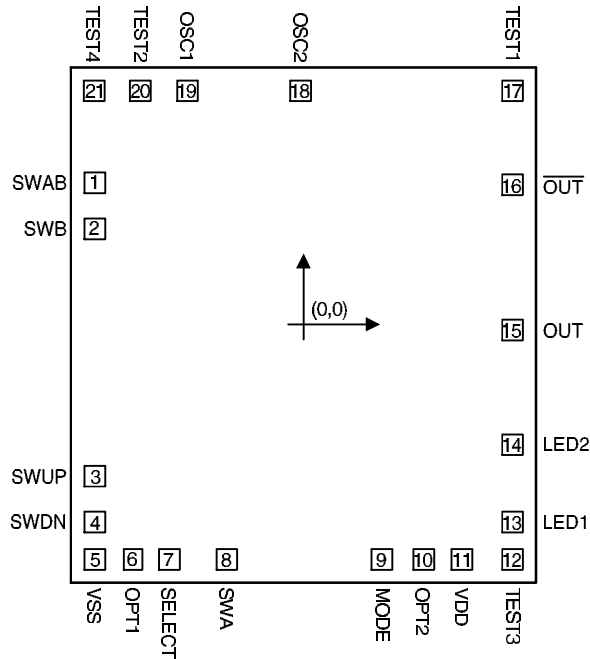 TEST4 TEST2 OSC1 OSC2 TEST1
21 20 19 18 17
SWAB 1 16 O̅U̅T̅
SWB 2
(0,0)
15 OUT
14 LED2
SWUP 3
SWDN 4 13 LED1
5 6 7 8 9 10 11 12
VSS OPT1 SELECT SWA MODE OPT2 VDD TEST3